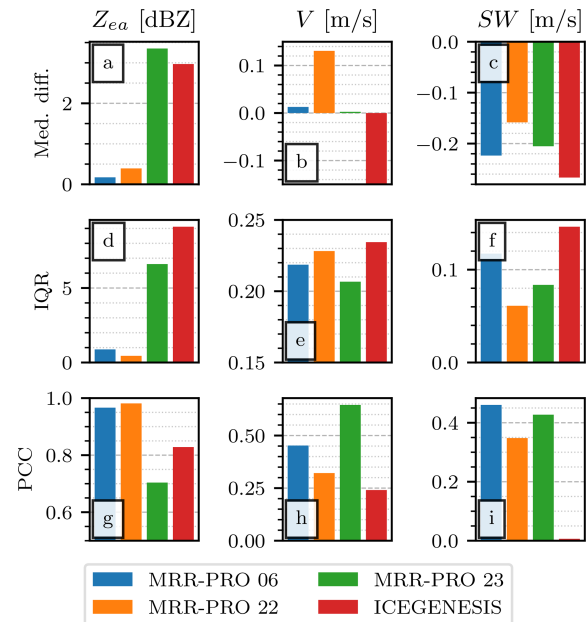 Zea [dBZ] V [m/s] SW [m/s]
Med. diff.
2
0
a
0.1
0.0
−0.1
b
0.0
−0.1
−0.2
c
IQR
5
0
d
0.25
0.20
0.15
e
0.1
0.0
f
PCC
1.0
0.8
0.6
g
0.50
0.25
0.00
h
0.4
0.2
0.0
i
MRR-PRO 06 MRR-PRO 23
MRR-PRO 22 ICEGENESIS